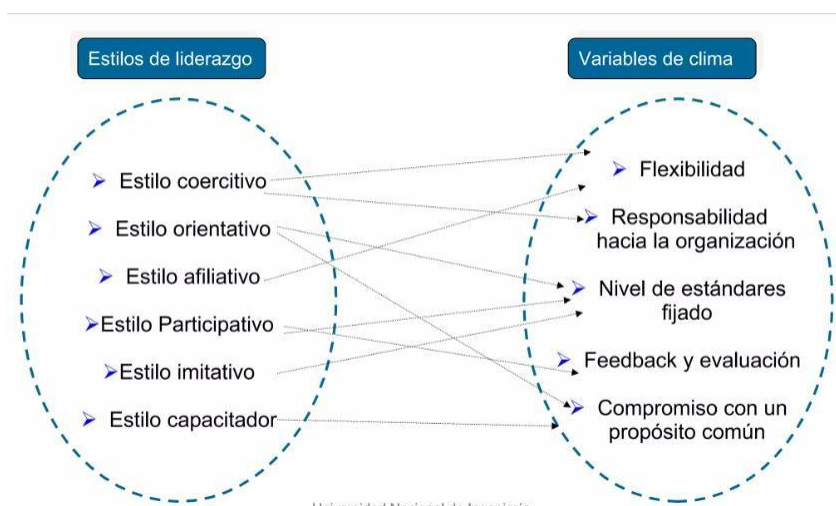 Estilos de liderazgo
Variables de clima
Estilo coercitivo
Estilo orientativo
Estilo afiliativo
Estilo Participativo
Estilo imitativo
Estilo capacitador
Flexibilidad
Responsabilidad
hacia la organización
Nivel de estándares
fijado
Feedback y evaluación
Compromiso con un
propósito común